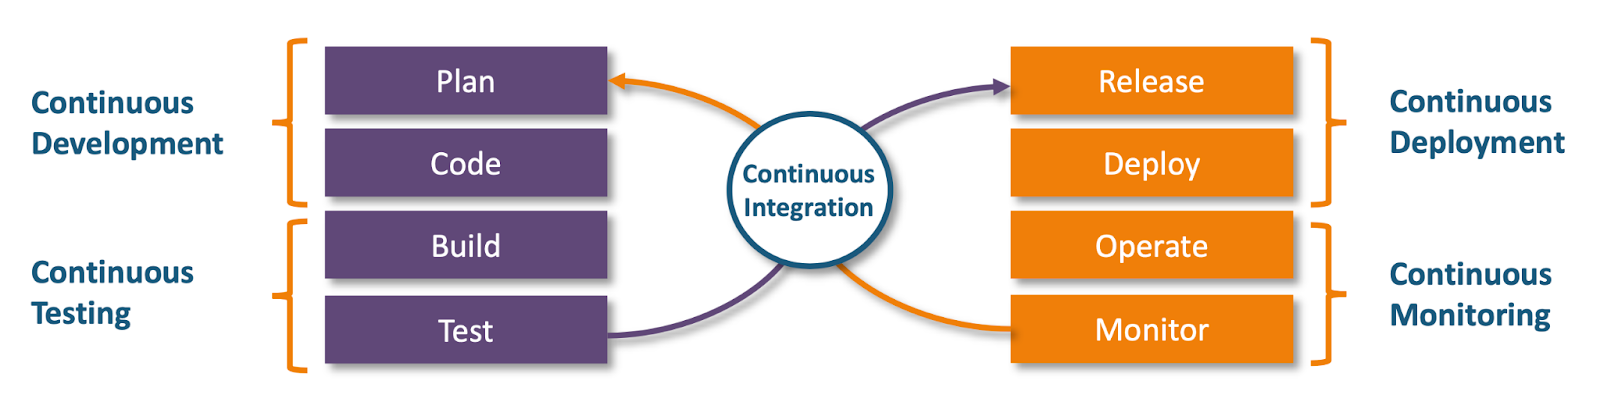 Continuous
Development
Plan
Code
Continuous
Testing
Build
Test
Continuous
Integration
Release
Deploy
Continuous
Deployment
Operate
Monitor
Continuous
Monitoring